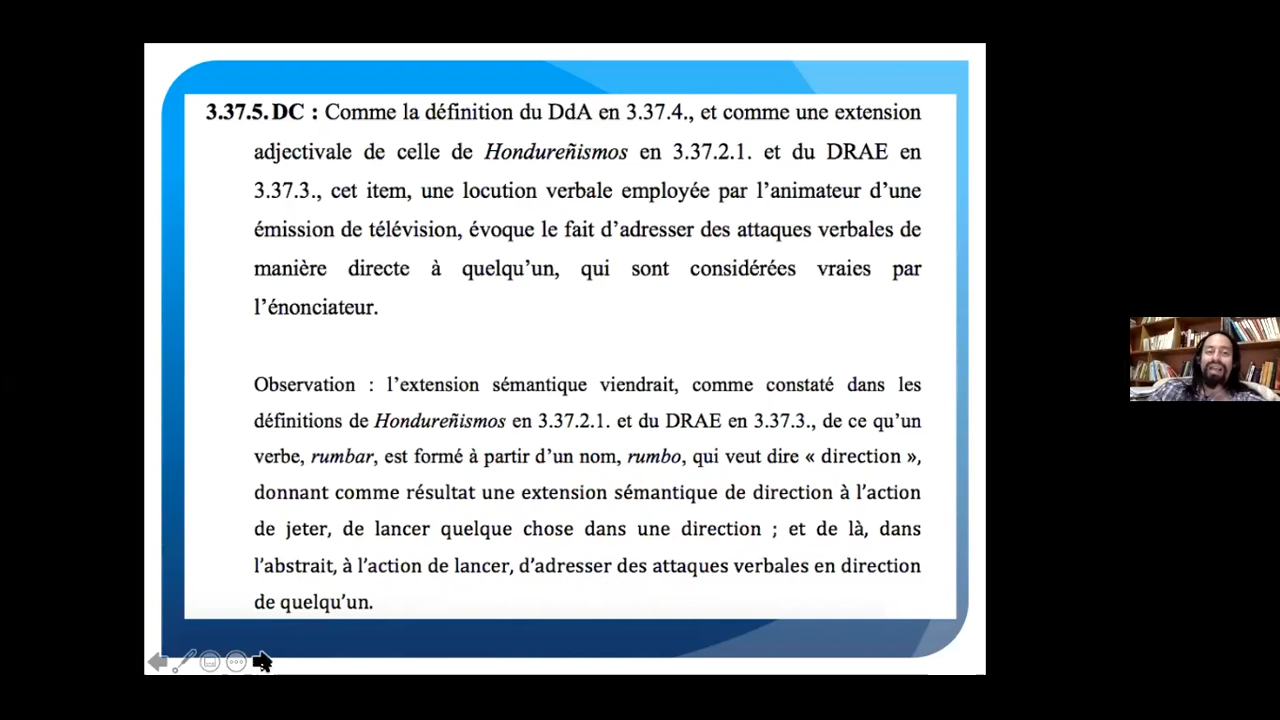 3.37.5. DC : Comme la définition du DdA en 3.37.4., et comme une extension
adjectivale de celle de Hondureñismos en 3.37.2.1. et du DRAE en
3.37.3., cet item, une locution verbale employée par l’animateur d’une
émission de télévision, évoque le fait d’adresser des attaques verbales de
manière directe à quelqu’un, qui sont considérées vraies par
l’énonciateur.
Observation : l’extension sémantique viendrait, comme constaté dans les
définitions de Hondureñismos en 3.37.2.1. et du DRAE en 3.37.3., de ce qu’un
verbe, rumbar, est formé à partir d’un nom, rumbo, qui veut dire « direction »,
donnant comme résultat une extension sémantique de direction à l’action
de jeter, de lancer quelque chose dans une direction ; et de là, dans
l’abstrait, à l’action de lancer, d’adresser des attaques verbales en direction
de quelqu’un.